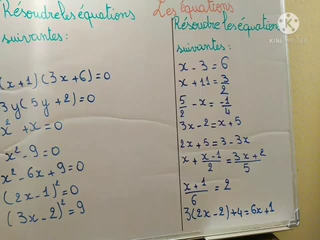 Les équations
Résoudre les équations
suivantes:
(x+1)(3x+6)=0
3y(5y+2)=0
x²+x=0
x²-9=0
x²-6x+9=0
(2x-1)²=0
(3x-2)²=9
Résoudre les équations
suivantes:
x-3=6
x+11=3/2
5/2-x=-1/4
3x-2=x+5
2x+5=3-3x
x+(x-1)/2=(3x+2)/5
(x+1)/6=2
3(2x-2)+4=6x+1